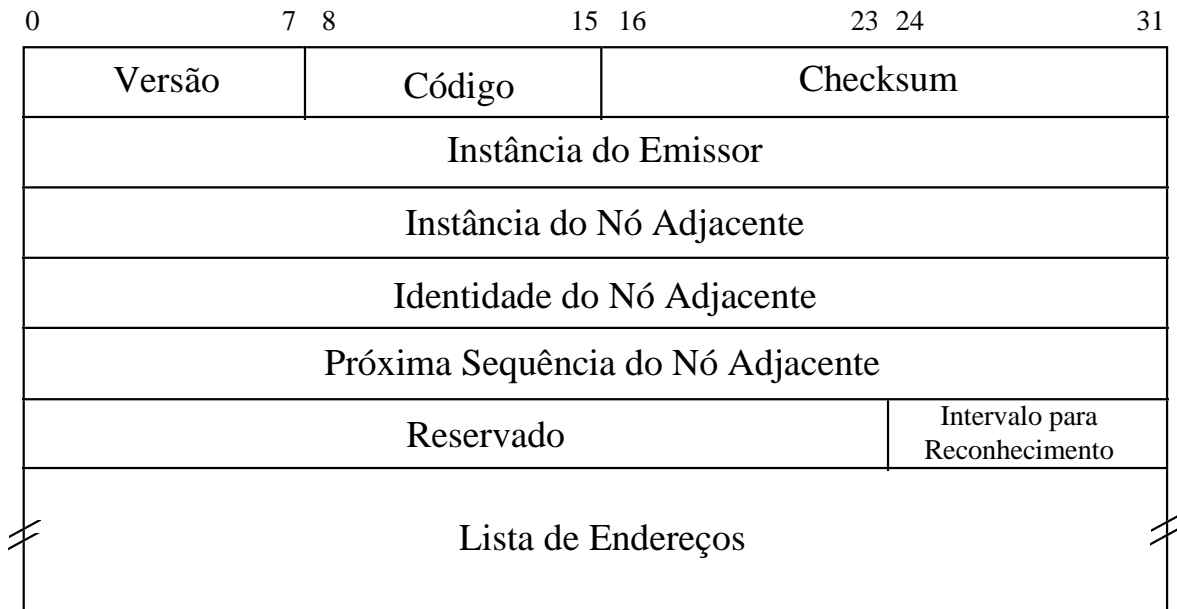 0 7 8 15 16 23 24 31
Versão Código Checksum
Instância do Emissor
Instância do Nó Adjacente
Identidade do Nó Adjacente
Próxima Sequência do Nó Adjacente
Reservado
Intervalo para
Reconhecimento
Lista de Endereços